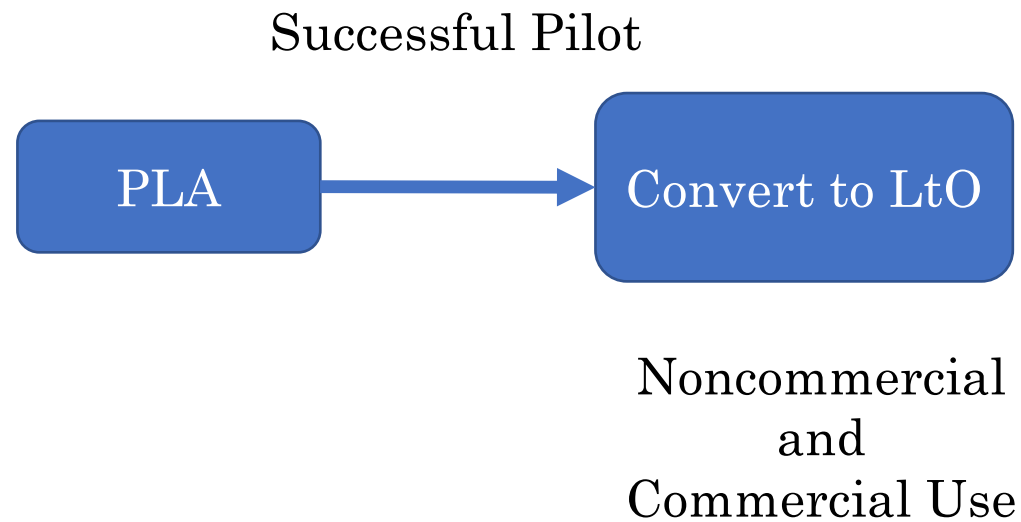 Successful Pilot
PLA
Convert to LtO
Noncommercial
and
Commercial Use